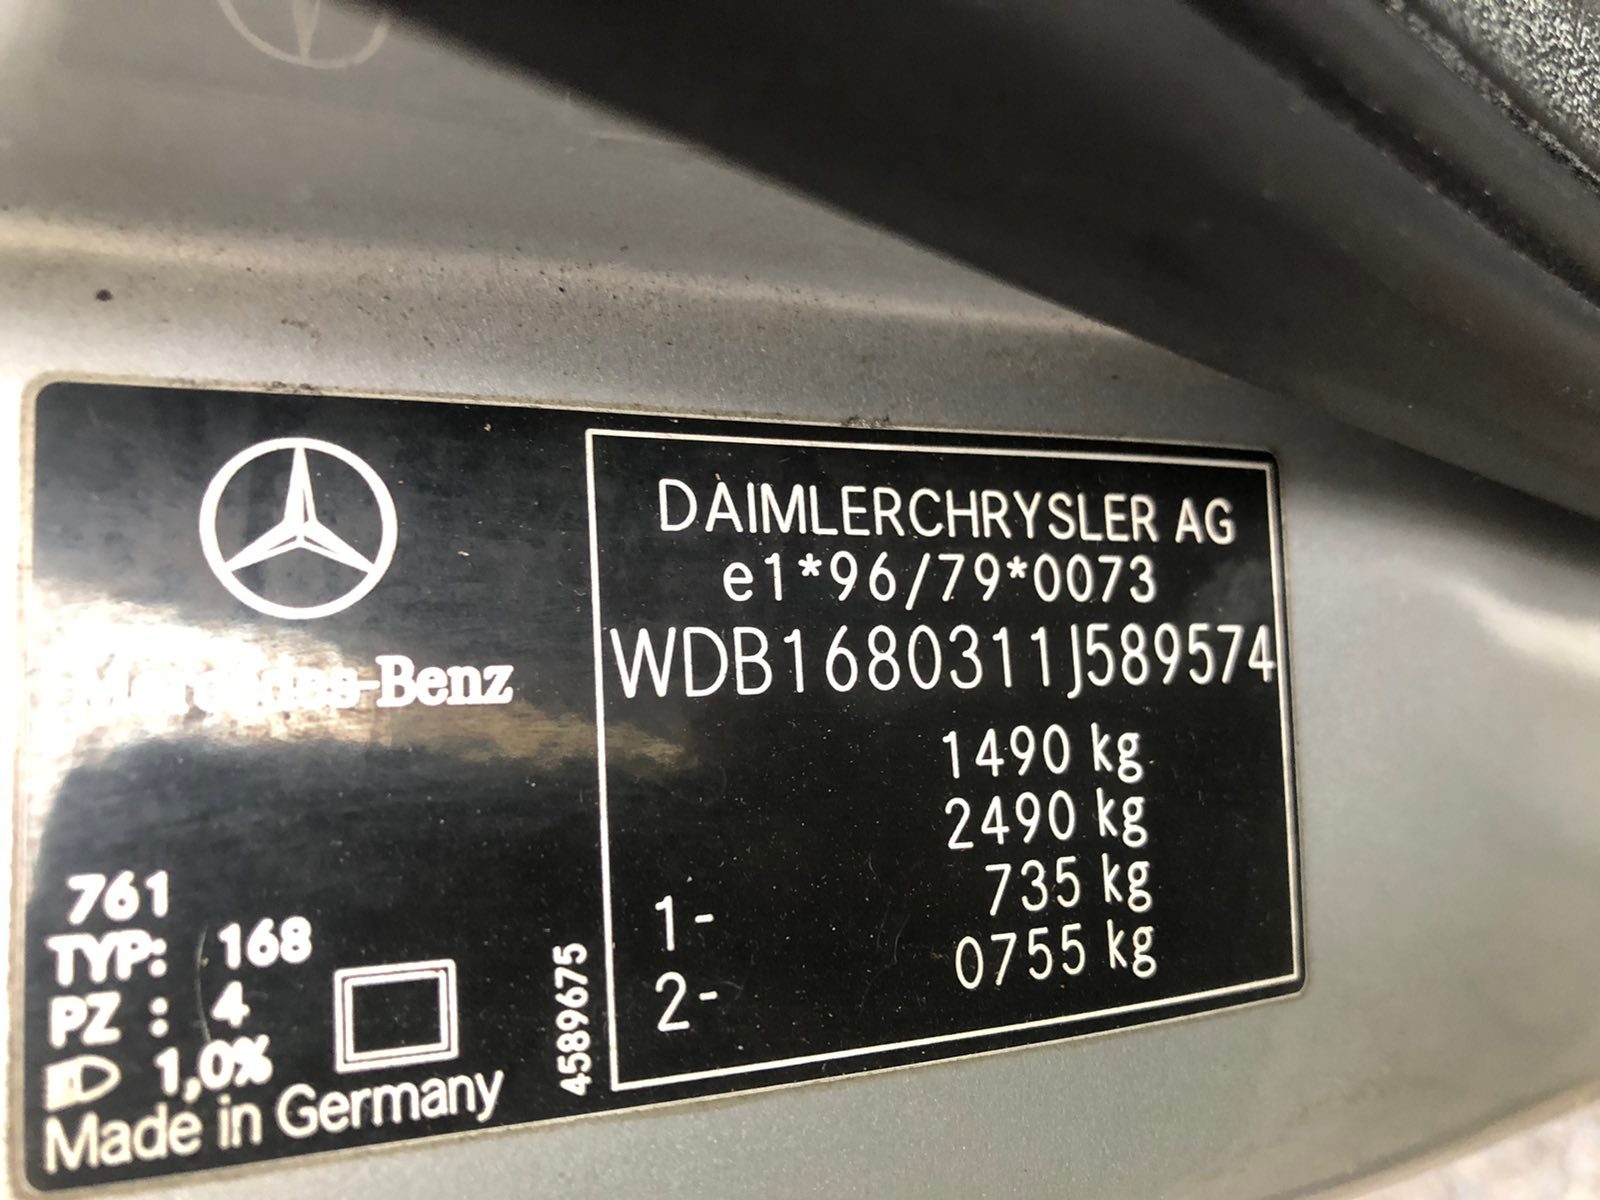 Mercedes-Benz
761
TYP: 168
PZ : 4
1,0%
Made in Germany
4589675
DAIMLERCHRYSLER AG
e1*96/79*0073
WDB1680311J589574
1490 kg
2490 kg
1- 735 kg
2- 0755 kg